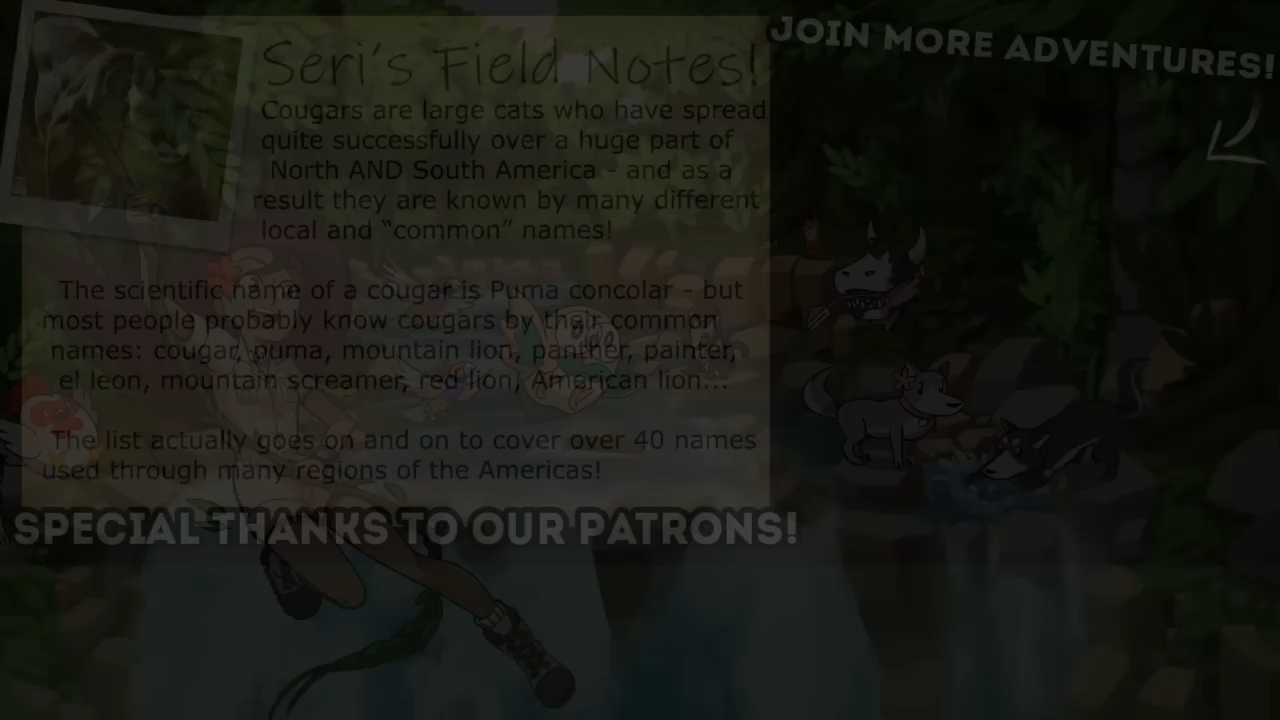 Seri's Field Notes!
JOIN MORE ADVENTURES!
Cougars are large cats who have spread
quite successfully over a huge part of
North AND South America - and as a
result they are known by many different
local and “common” names!
The scientific name of a cougar is Puma concolar - but
most people probably know cougars by their common
names: cougar, puma, mountain lion, panther, painter,
el leon, mountain screamer, red lion, American lion...
The list actually goes on and on to cover over 40 names
used through many regions of the Americas!
SPECIAL THANKS TO OUR PATRONS!